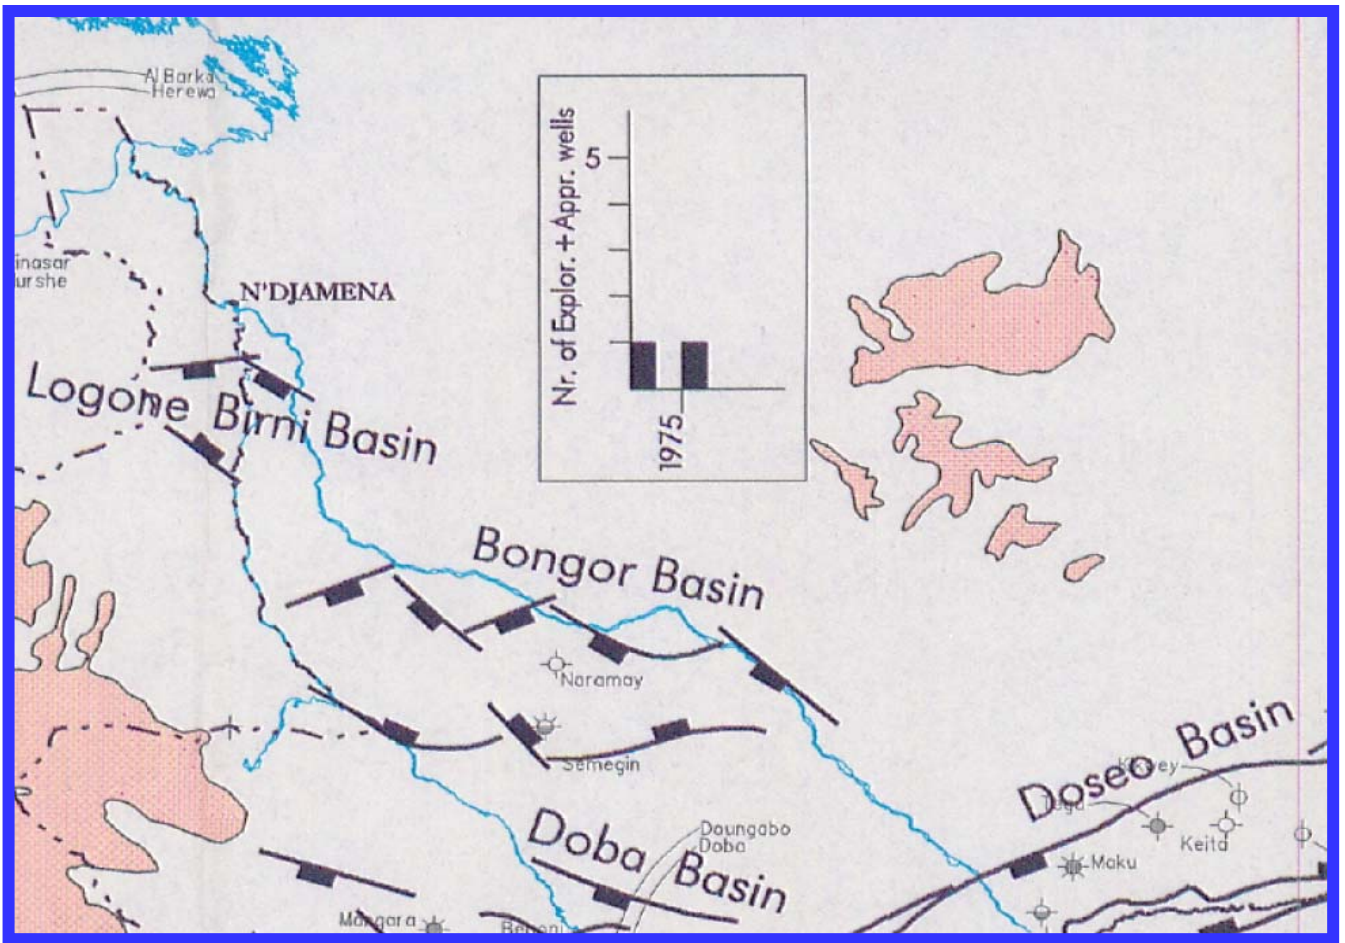 Al Barka
Herewa
inasar
urshe
N'DJAMENA
Nr. of Explor. + Appr. wells
5
1975
Logone Birni Basin
Bongor Basin
Naramay
Semegin
Doseo Basin
Kikwey
Keita
Maku
Doba Basin
Doungabo
Doba
Mangara